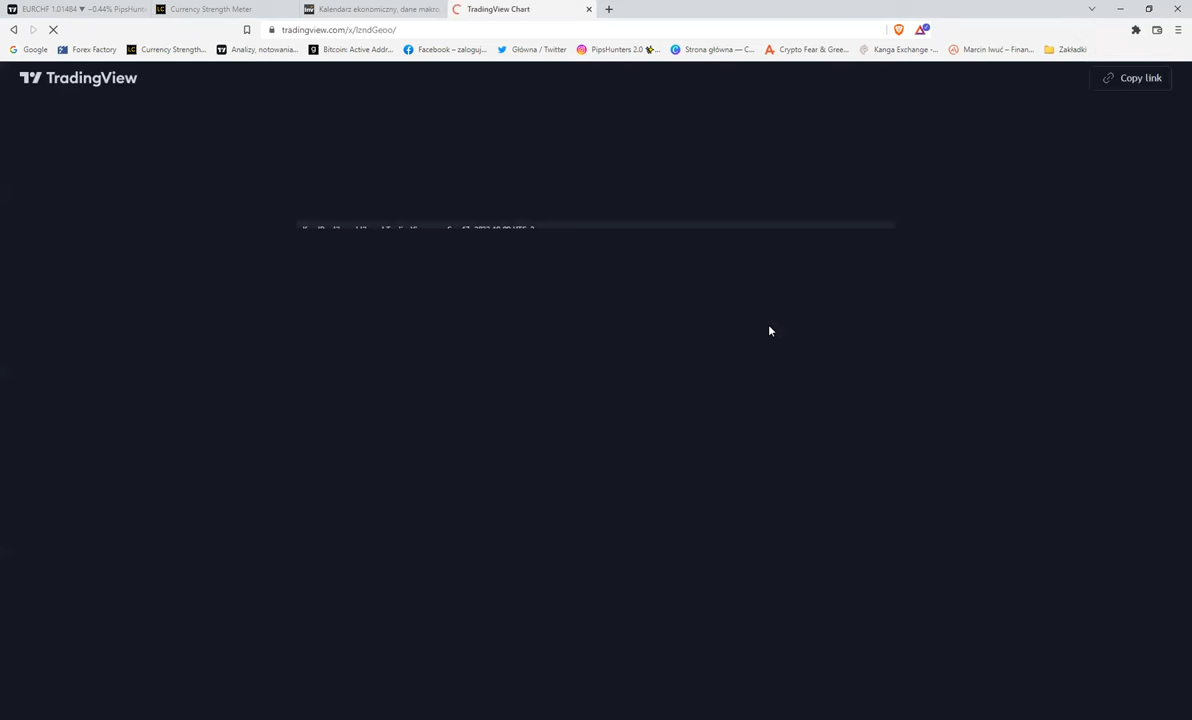 EURCHF 1.01484 ▼ −0.44% PipsHunt
Currency Strength Meter
Kalendarz ekonomiczny, dane makro
TradingView Chart
tradingview.com/x/IzndGeoo/
Google
Forex Factory
Currency Strength...
Analizy, notowania...
Bitcoin: Active Addr...
Facebook – zaloguj...
Główna / Twitter
PipsHunters 2.0
Strona główna — C...
Crypto Fear & Gree...
Kanga Exchange -...
Marcin Iwuć – Finan...
Zakładki
TradingView
Copy link